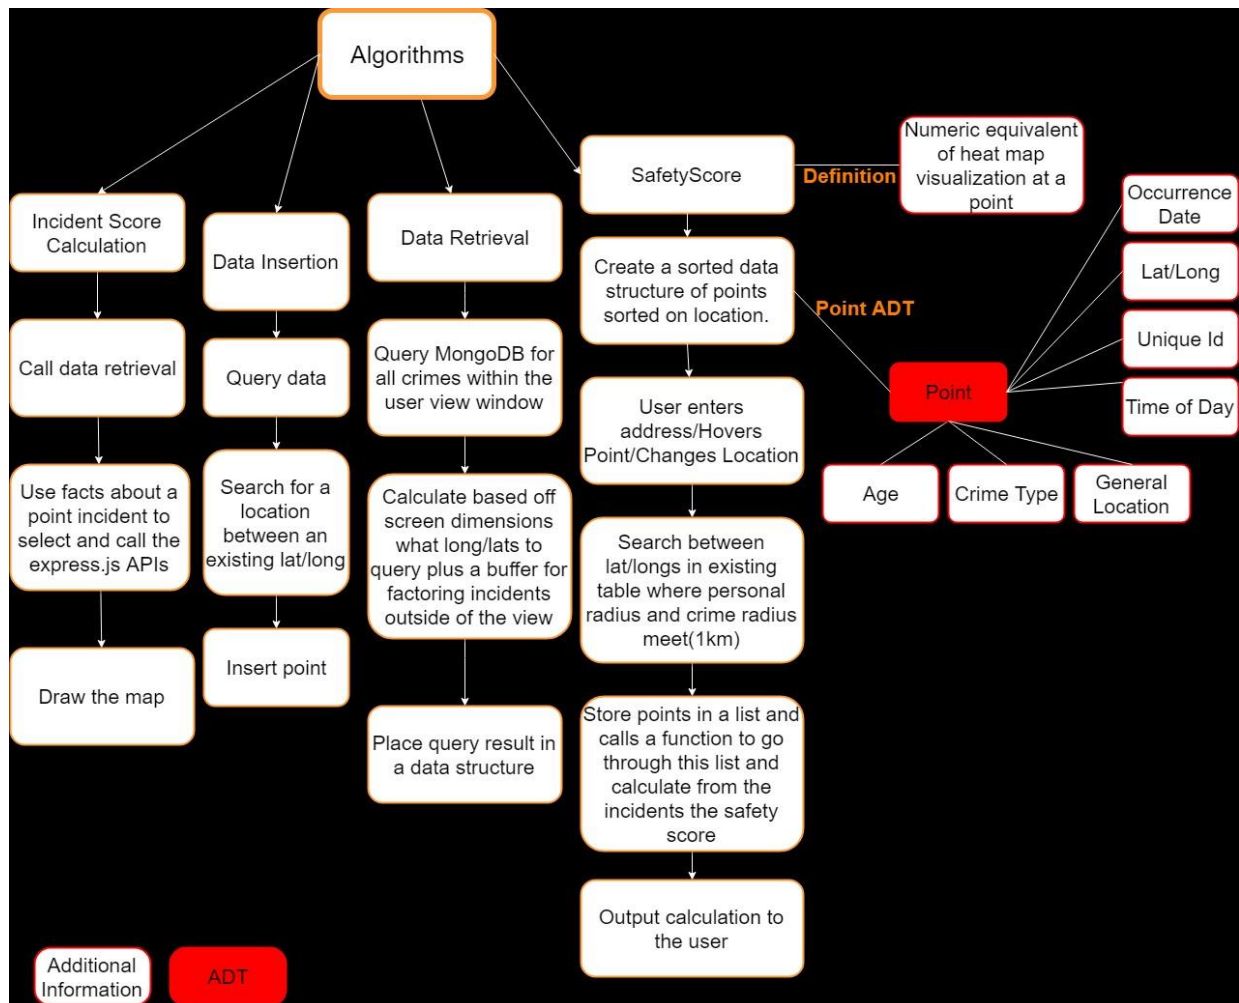 Algorithms
Incident Score
Calculation
Call data retrieval
Use facts about a
point incident to
select and call the
express.js APIs
Draw the map
Data Insertion
Query data
Search for a
location
between an
existing lat/long
Insert point
Data Retrieval
Query MongoDB for
all crimes within the
user view window
Calculate based off
screen dimensions
what long/lats to
query plus a buffer for
factoring incidents
outside of the view
Place query result in
a data structure
SafetyScore
Definition
Numeric equivalent
of heat map
visualization at a
point
Create a sorted data
structure of points
sorted on location.
Point ADT
User enters
address/Hovers
Point/Changes Location
Search between
lat/longs in existing
table where personal
radius and crime radius
meet(1km)
Store points in a list and
calls a function to go
through this list and
calculate from the
incidents the safety
score
Output calculation to
the user
Point
Occurrence
Date
Lat/Long
Unique Id
Time of Day
Age
Crime Type
General
Location
Additional
Information
ADT